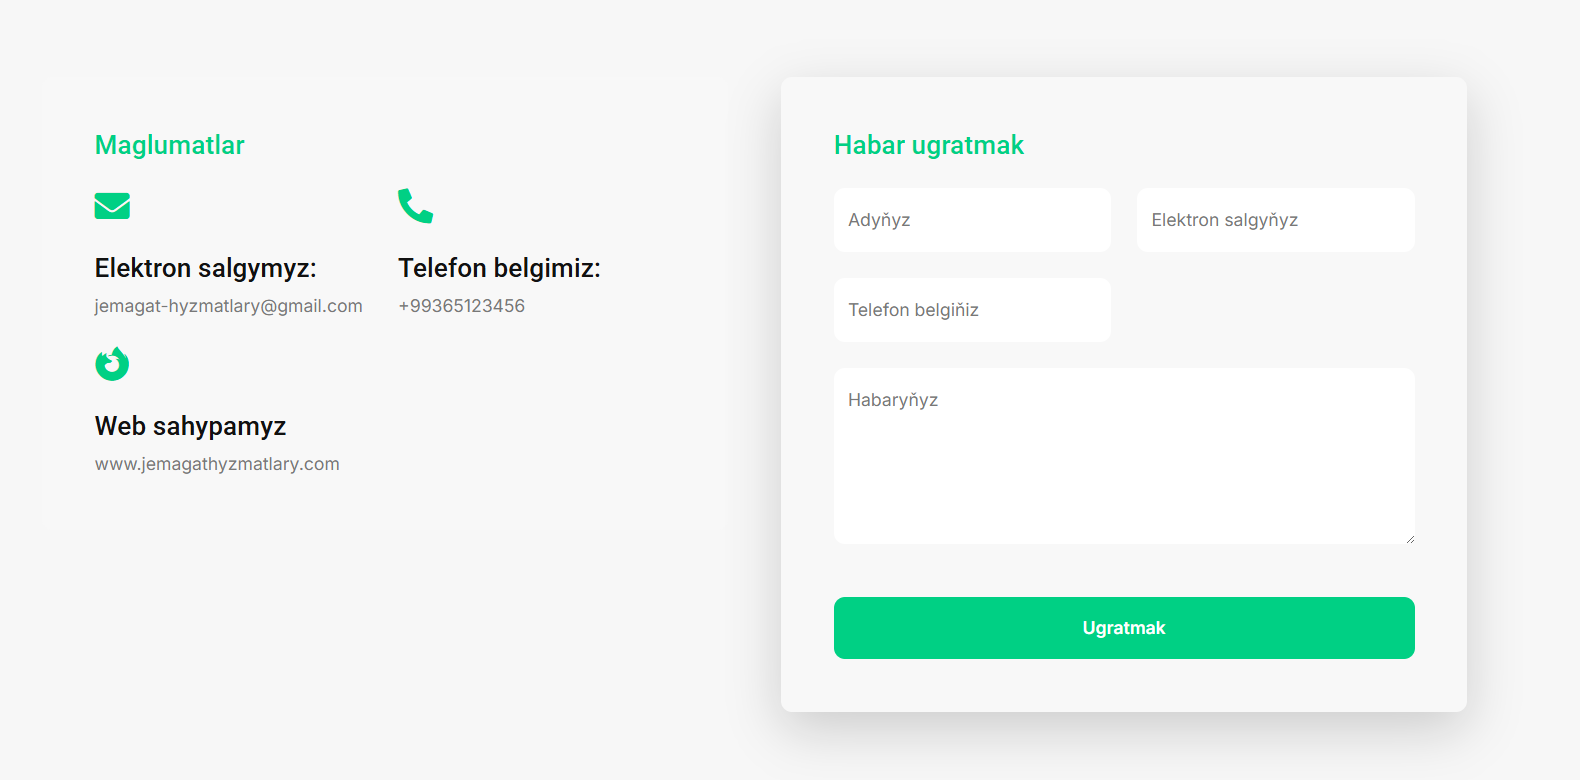 Maglumatlar
Elektron salgymyz:
jemagat-hyzmatlary@gmail.com
Telefon belgimiz:
+99365123456
Web sahypamyz
www.jemagathyzmatlary.com
Habar ugratmak
Adyňyz
Elektron salgyňyz
Telefon belgiňiz
Habaryňyz
Ugratmak